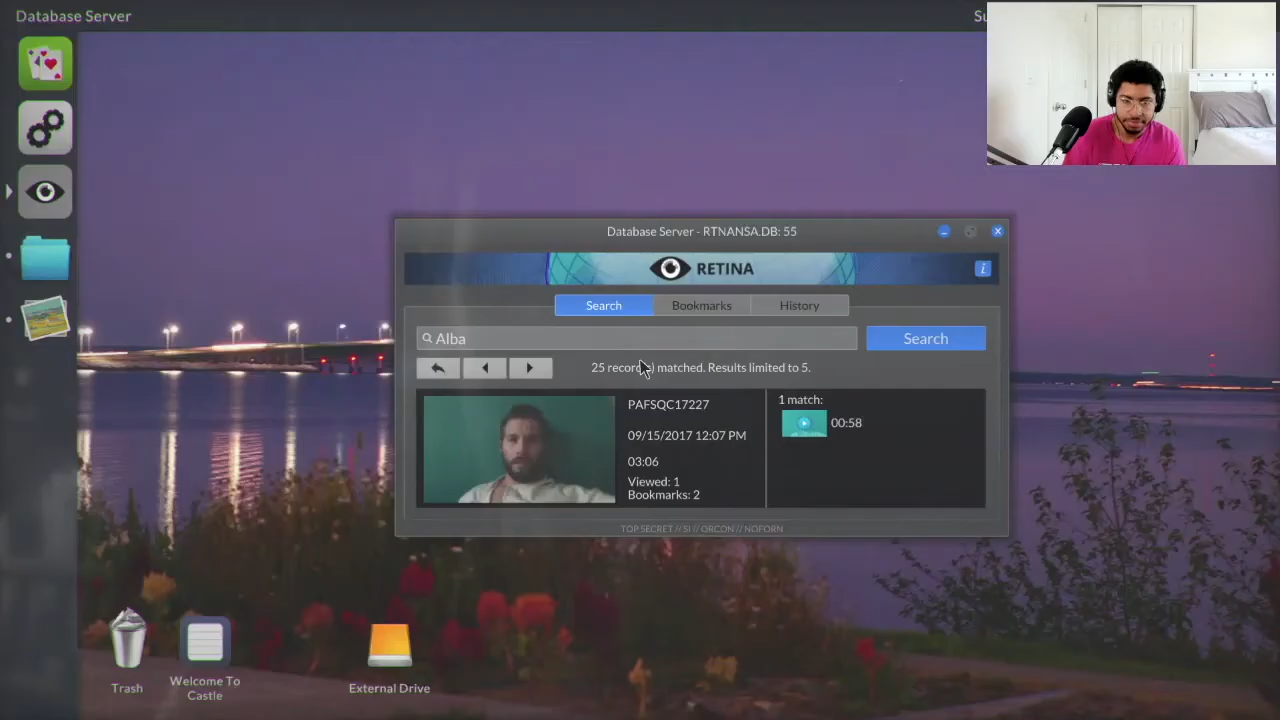 Database Server
Su
Database Server - RTNANSA.DB: 55
RETINA
i
Search
Bookmarks
History
Alba
Search
25 record(s) matched. Results limited to 5.
PAFSQC17227
09/15/2017 12:07 PM
03:06
Viewed: 1
Bookmarks: 2
1 match:
00:58
TOP SECRET // SI // ORCON // NOFORN
Trash
Welcome To
Castle
External Drive